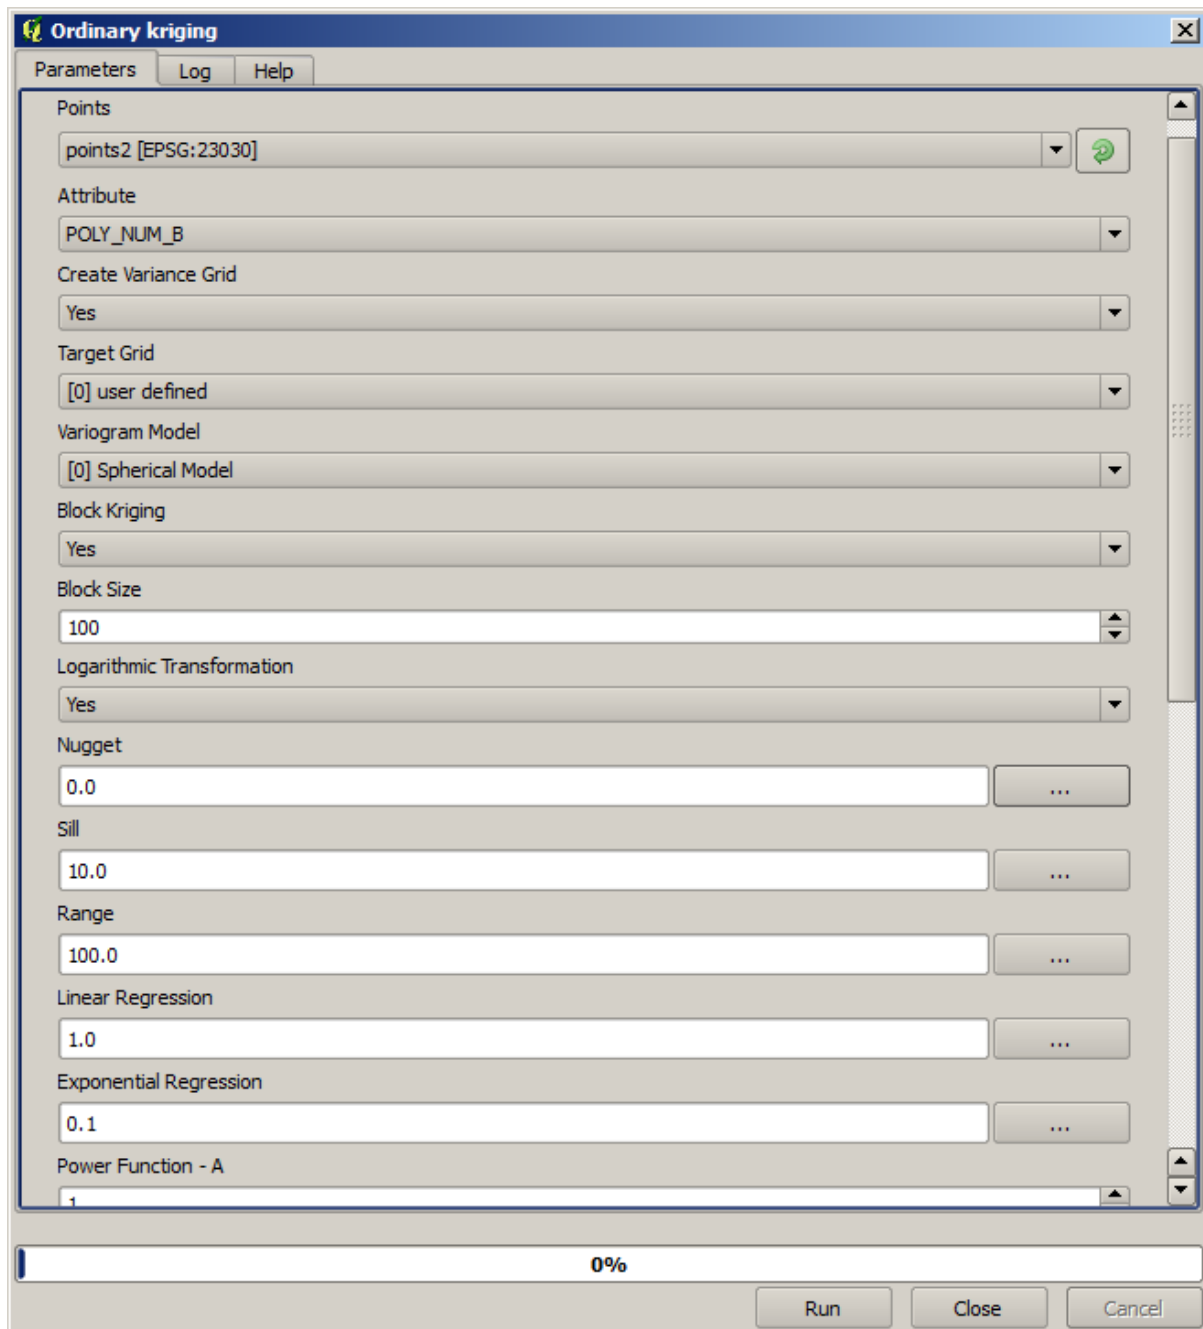 Ordinary kriging
Parameters Log Help
Points
points2 [EPSG:23030]
Attribute
POLY_NUM_B
Create Variance Grid
Yes
Target Grid
[0] user defined
Variogram Model
[0] Spherical Model
Block Kriging
Yes
Block Size
100
Logarithmic Transformation
Yes
Nugget
0.0 ...
Sill
10.0 ...
Range
100.0 ...
Linear Regression
1.0 ...
Exponential Regression
0.1 ...
Power Function - A
1
0%
Run Close Cancel